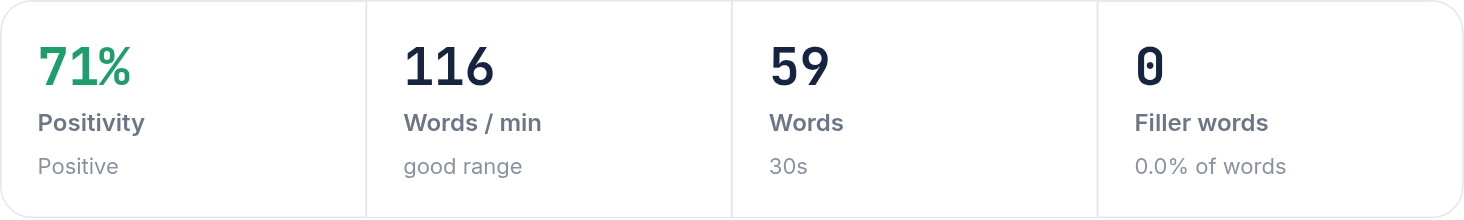 71%
Positivity
Positive
116
Words / min
good range
59
Words
30s
0
Filler words
0.0% of words